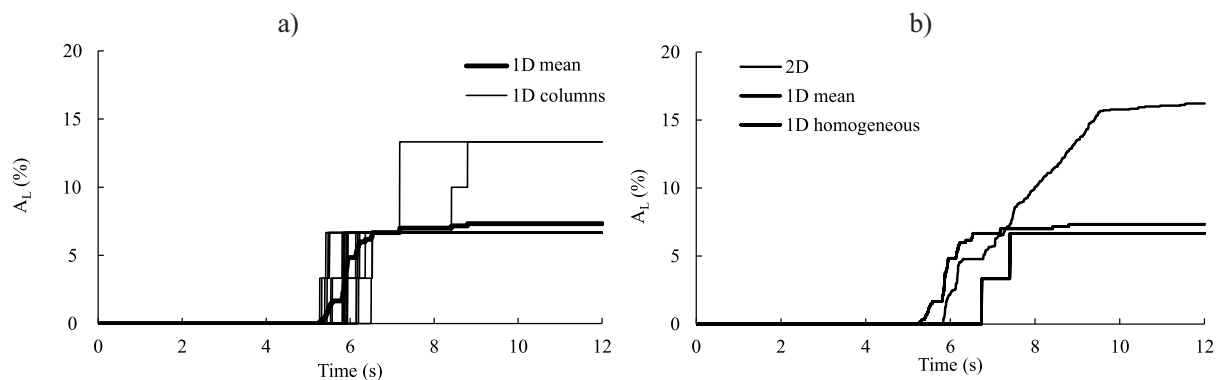 a)
20
15
10
5
0
A_L (%)
1D mean
1D columns
0 2 4 6 8 10 12
Time (s)
b)
20
15
10
5
0
A_L (%)
2D
1D mean
1D homogeneous
0 2 4 6 8 10 12
Time (s)